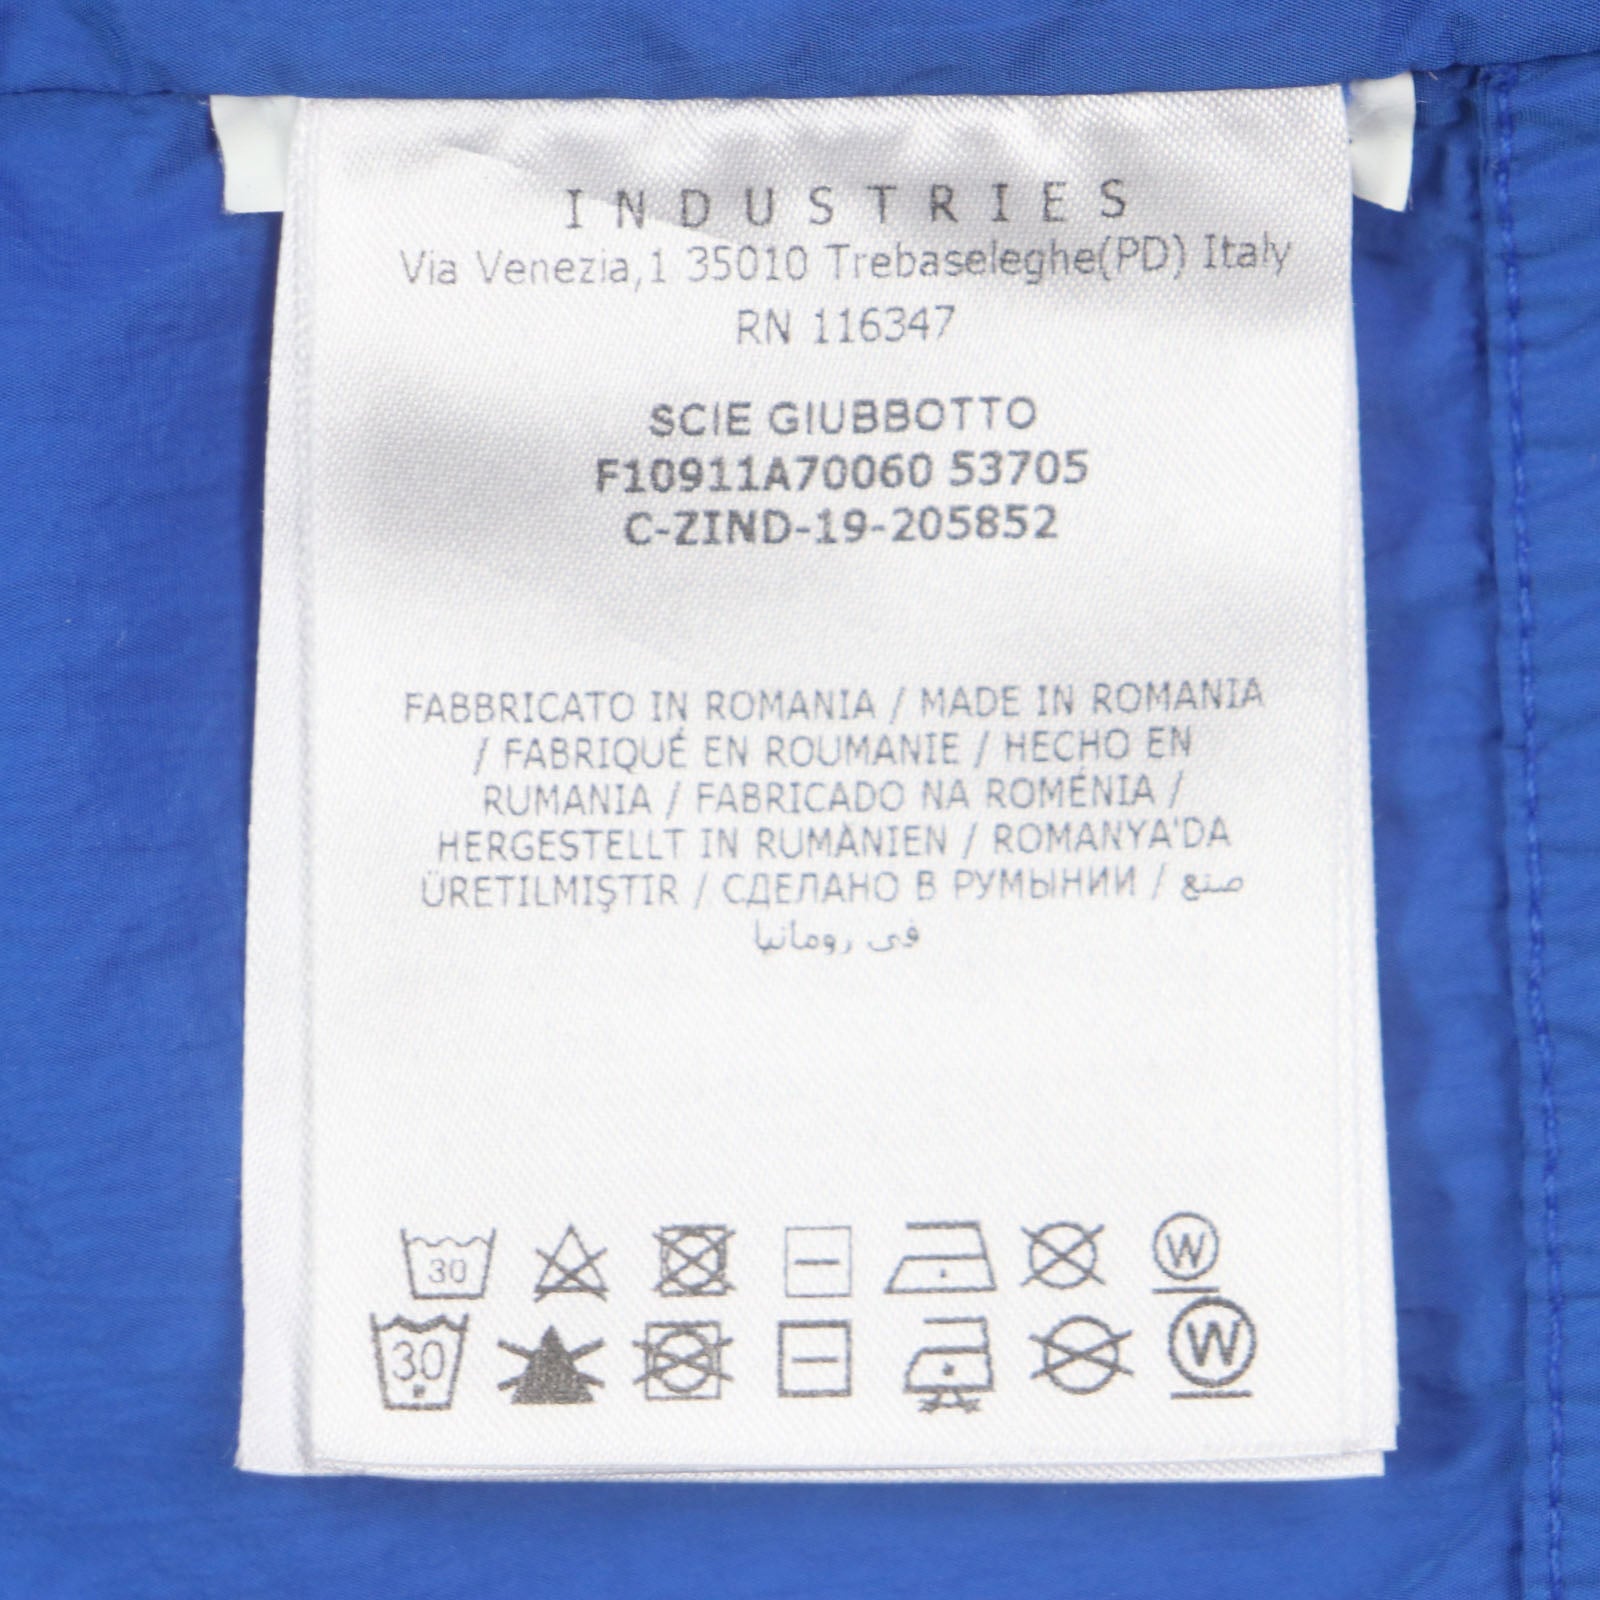 INDUSTRIES
Via Venezia,1 35010 Trebaseleghe(PD) Italy
RN 116347
SCIE GIUBBOTTO
F10911A70060 53705
C-ZIND-19-205852
FABBRICATO IN ROMANIA / MADE IN ROMANIA
/ FABRIQUÉ EN ROUMANIE / HECHO EN
RUMANIA / FABRICADO NA ROMÉNIA /
HERGESTELLT IN RUMÄNIEN / ROMANYA'DA
ÜRETILMIŞTIR / СДЕЛАНО В РУМЫНИИ / صنع
في رومانيا
30 W
30 W